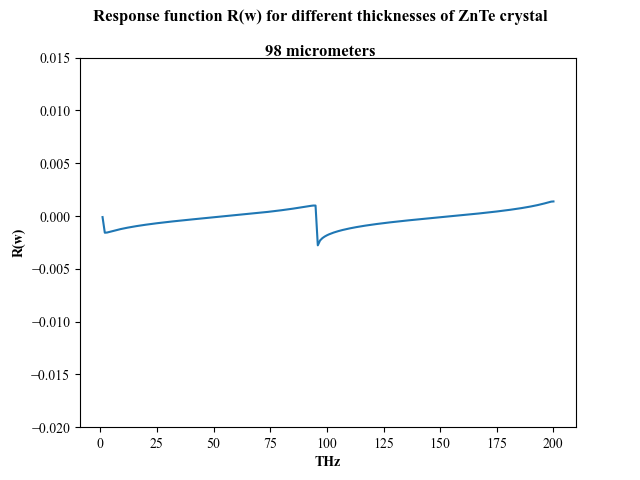 Response function R(w) for different thicknesses of ZnTe crystal
98 micrometers
0.015
0.010
0.005
0.000
−0.005
−0.010
−0.015
−0.020
R(w)
0 25 50 75 100 125 150 175 200
THz